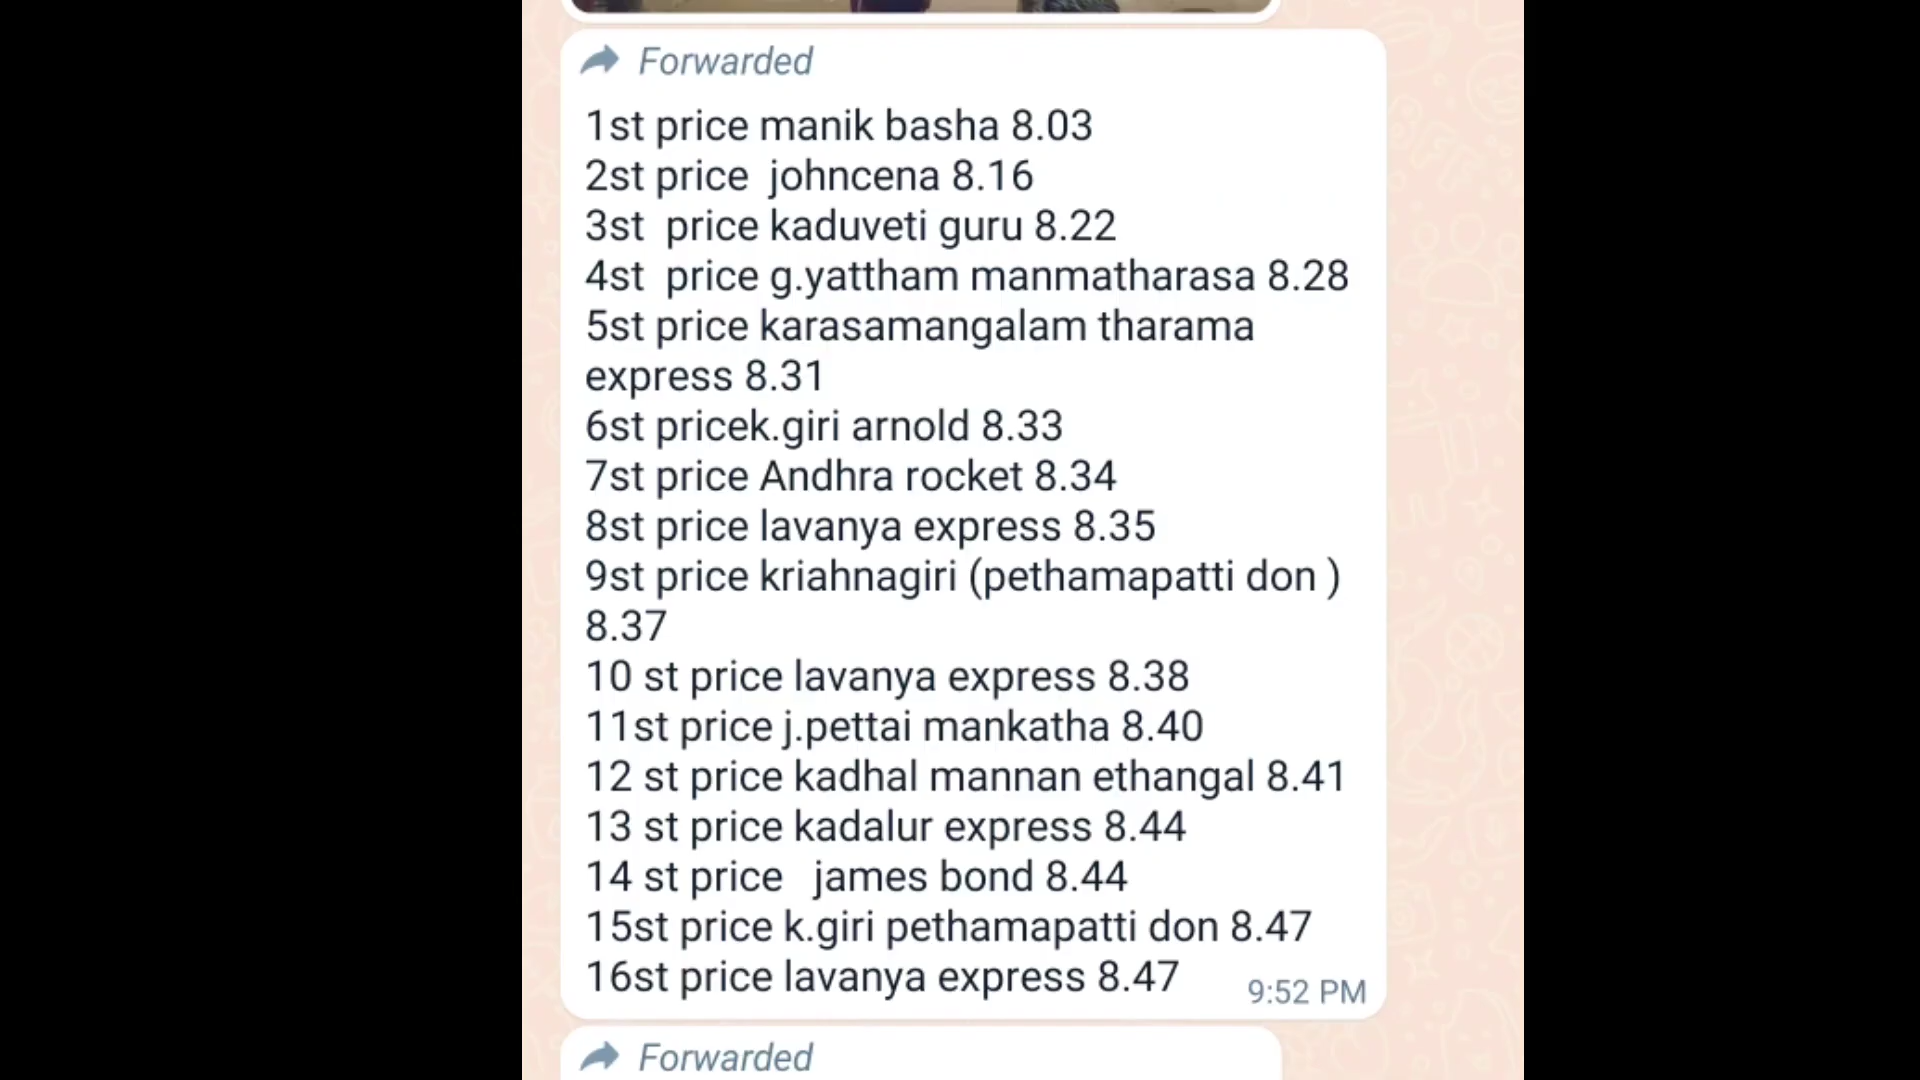 Forwarded
1st price manik basha 8.03
2st price  johncena 8.16
3st  price kaduveti guru 8.22
4st  price g.yattham manmatharasa 8.28
5st price karasamangalam tharama
express 8.31
6st pricek.giri arnold 8.33
7st price Andhra rocket 8.34
8st price lavanya express 8.35
9st price kriahnagiri (pethamapatti don )
8.37
10 st price lavanya express 8.38
11st price j.pettai mankatha 8.40
12 st price kadhal mannan ethangal 8.41
13 st price kadalur express 8.44
14 st price   james bond 8.44
15st price k.giri pethamapatti don 8.47
16st price lavanya express 8.47
9:52 PM
Forwarded